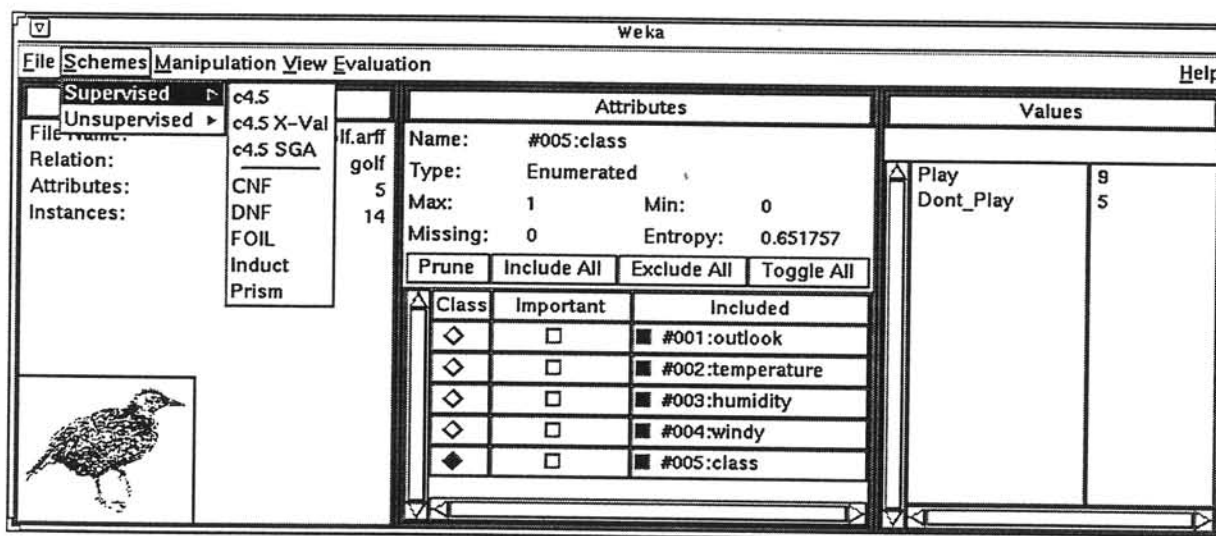 Weka
File Schemes Manipulation View Evaluation Help
Supervised
Unsupervised
c4.5
c4.5 X-Val
c4.5 SGA
CNF
DNF
FOIL
Induct
Prism
File Name: lf.arff
Relation: golf
Attributes: 5
Instances: 14
Attributes
Name: #005:class
Type: Enumerated
Max: 1 Min: 0
Missing: 0 Entropy: 0.651757
Prune Include All Exclude All Toggle All
Class Important Included
#001:outlook
#002:temperature
#003:humidity
#004:windy
#005:class
Values
Play 9
Dont_Play 5